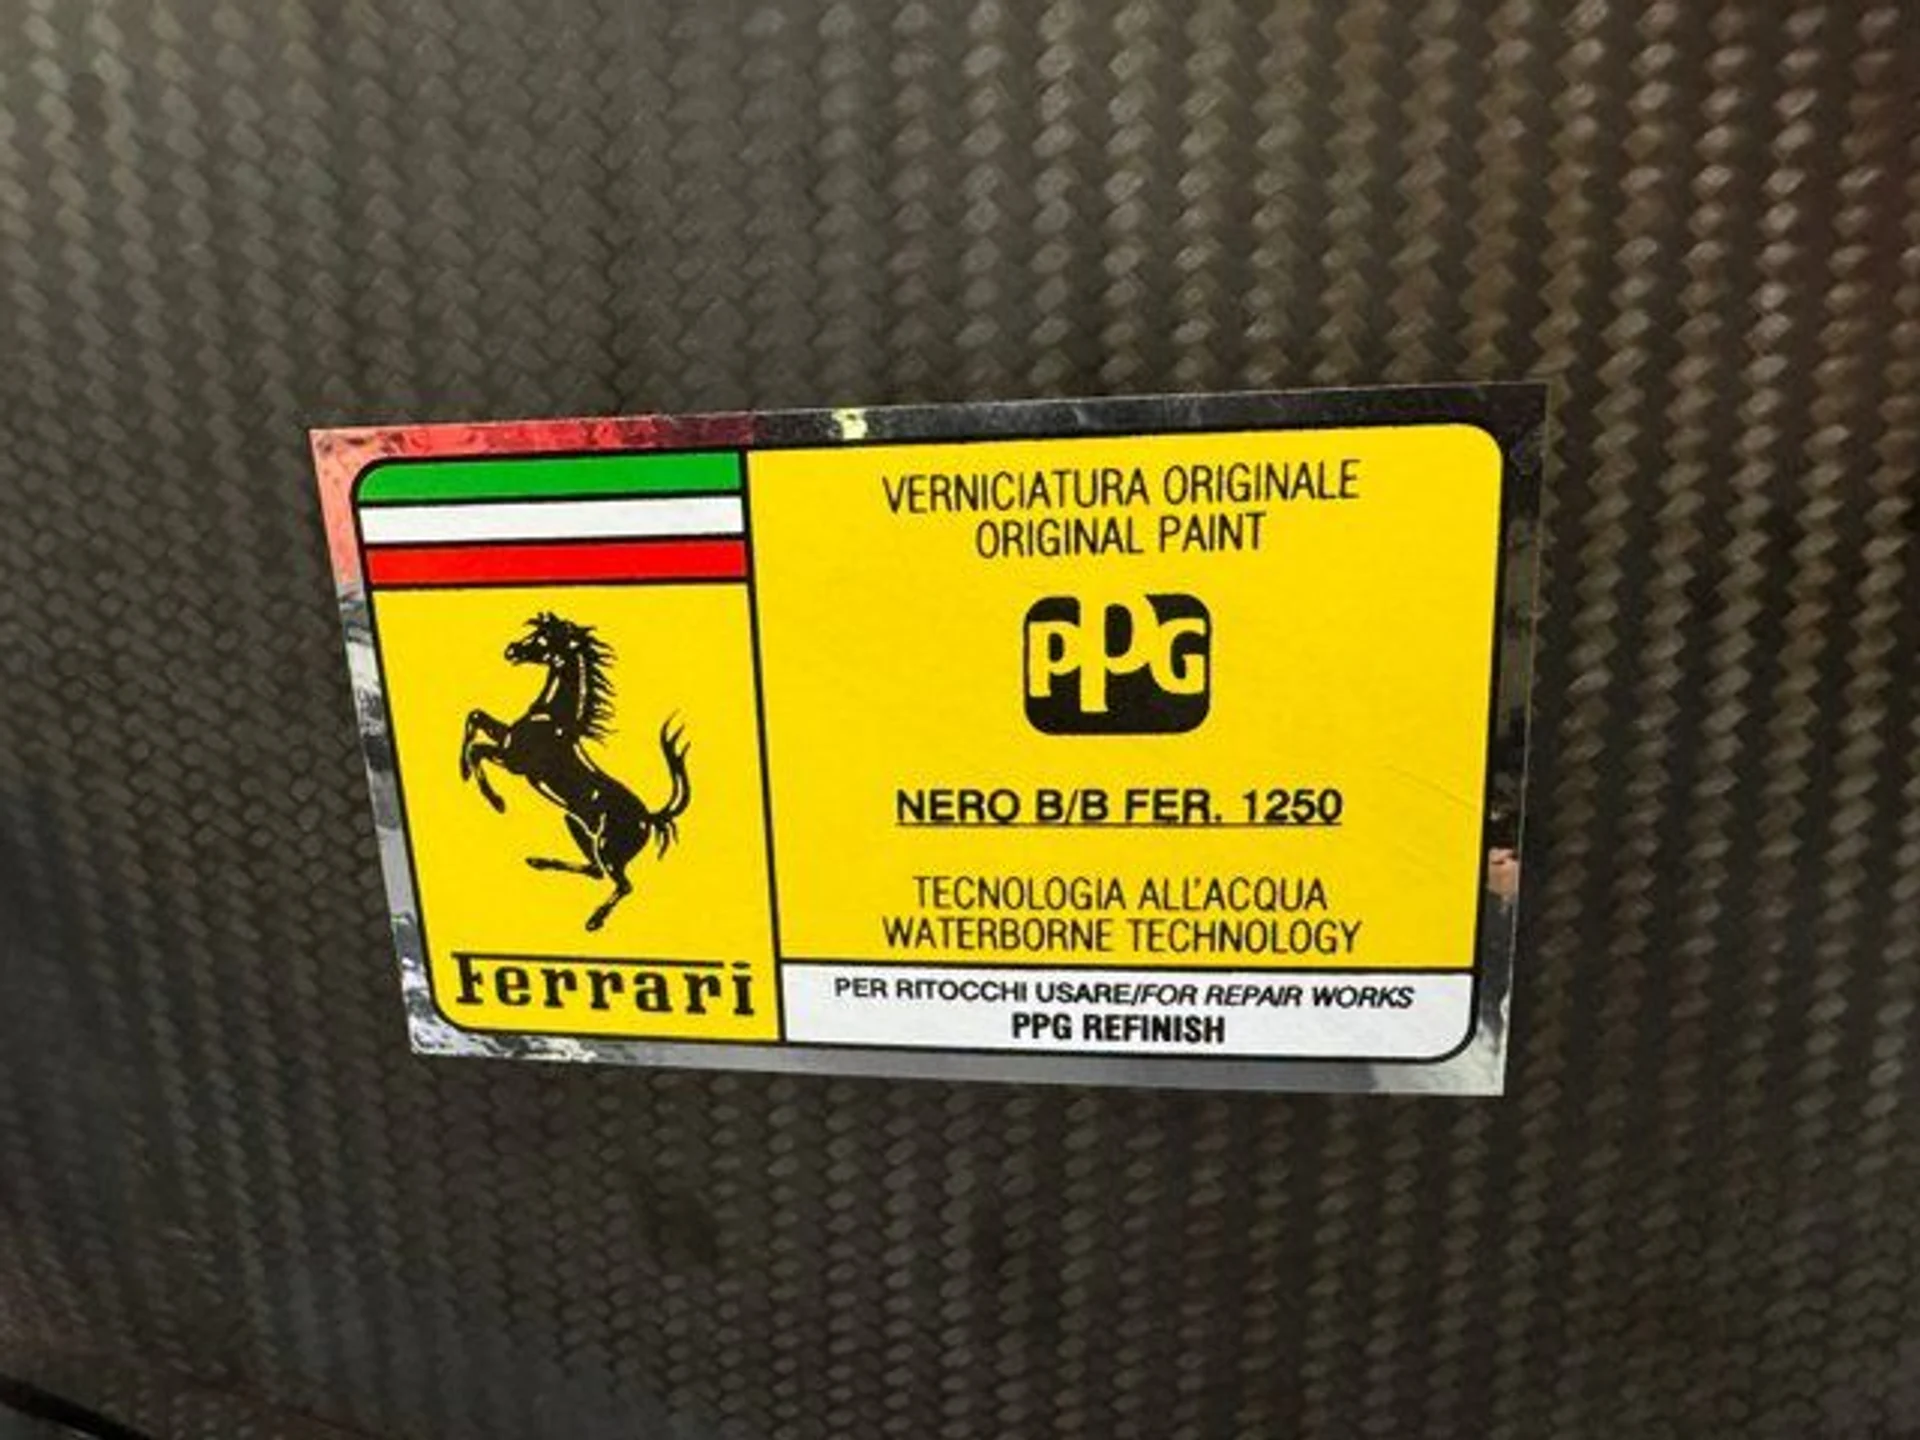 VERNICIATURA ORIGINALE
ORIGINAL PAINT
PPG
NERO B/B FER. 1250
TECNOLOGIA ALL'ACQUA
WATERBORNE TECHNOLOGY
Ferrari
PER RITOCCHI USARE/FOR REPAIR WORKS
PPG REFINISH